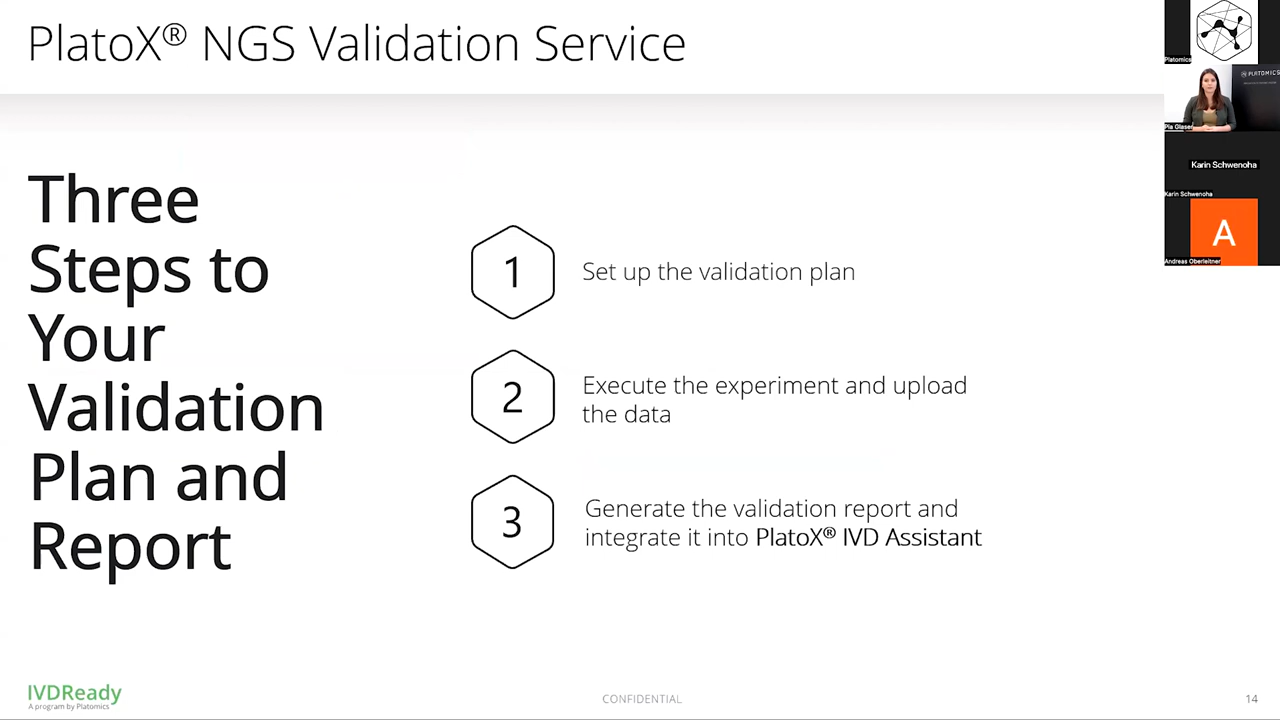 PlatoX® NGS Validation Service
Three
Steps to
Your
Validation
Plan and
Report
1
Set up the validation plan
2
Execute the experiment and upload
the data
3
Generate the validation report and
integrate it into PlatoX® IVD Assistant
IVDReady
A program by Platomics
CONFIDENTIAL
14
Platomics
PLATOMICS
Pia Glaser
Karin Schwenoha
Karin Schwenoha
A
Andreas Oberleitner